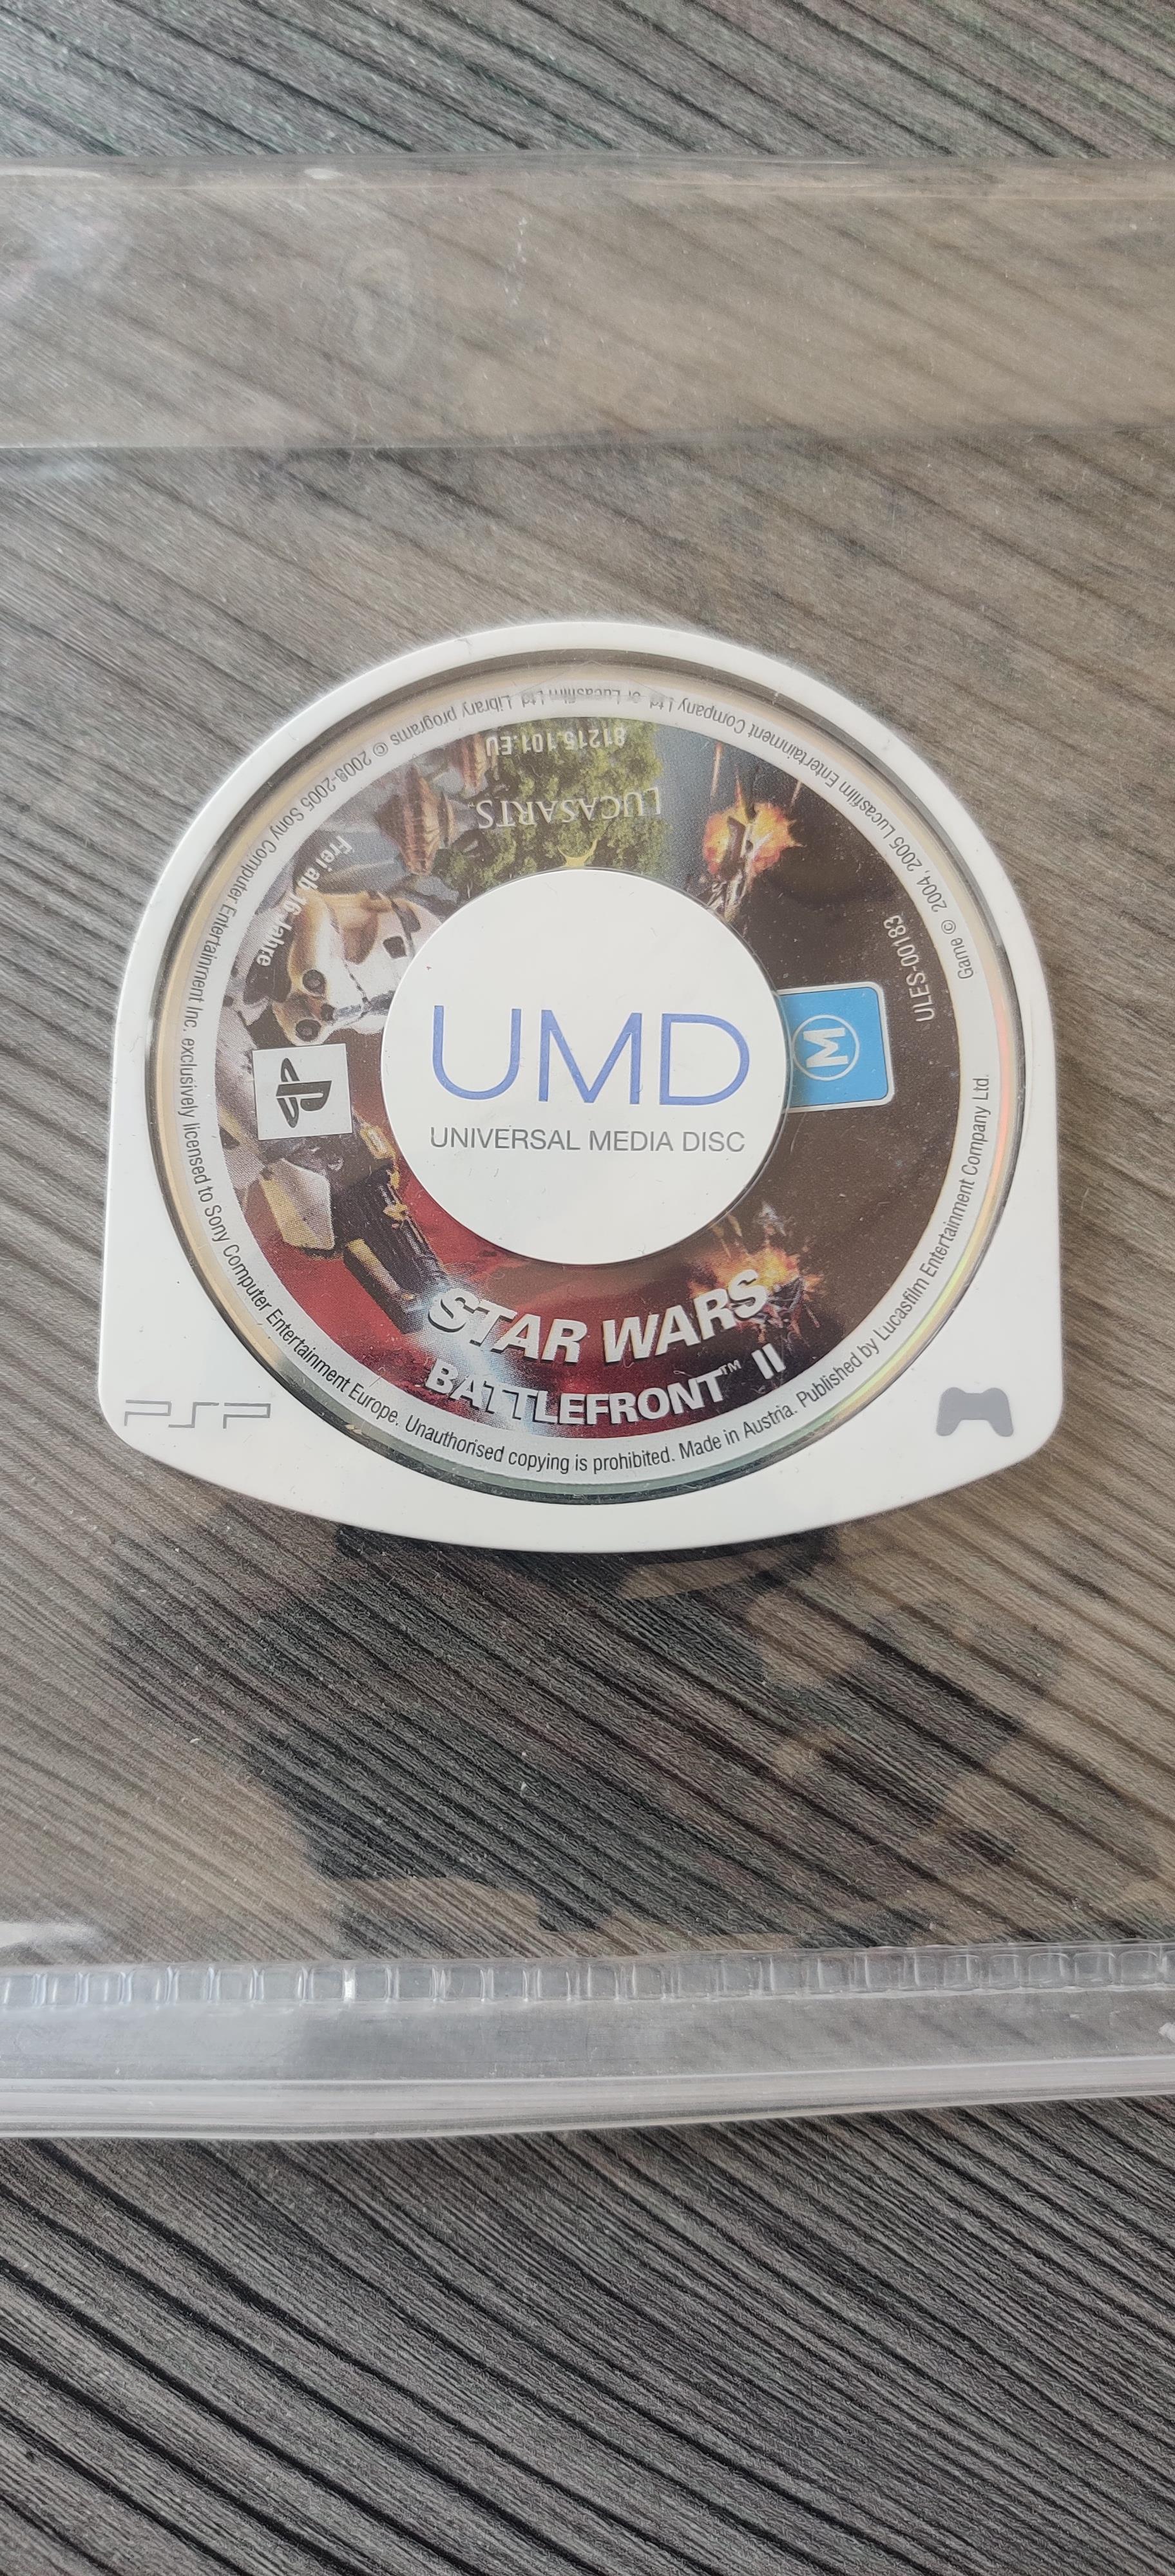 UMD
UNIVERSAL MEDIA DISC
STAR WARS
BATTLEFRONT™ II
LUCASARTS
81215.101.EU
Frei ab 16 Jahre
M
ULES-00183
PSP
Library programs © 2003-2005 Sony Computer Entertainment Inc. exclusively licensed to Sony Computer Entertainment Europe. Unauthorised copying is prohibited. Made in Austria. Published by Lucasfilm Entertainment Company Ltd.
Game © 2004, 2005 Lucasfilm Entertainment Company Ltd. or Lucasfilm Ltd.